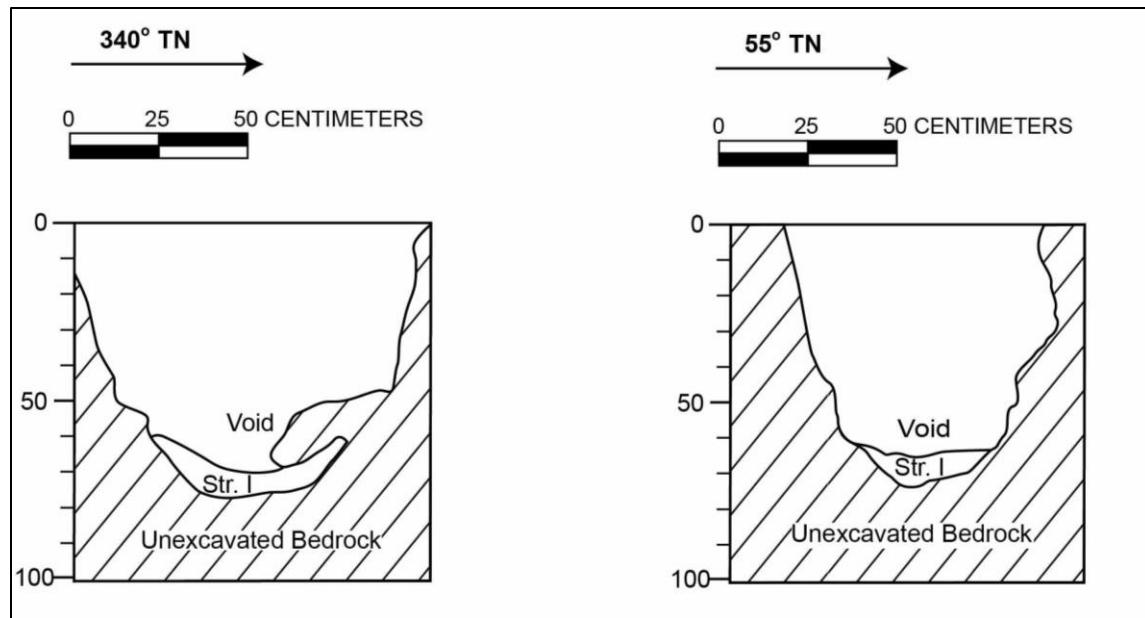 340° TN
0 25 50 CENTIMETERS
0
50
100
Void
Str. I
Unexcavated Bedrock
55° TN
0 25 50 CENTIMETERS
0
50
100
Void
Str. I
Unexcavated Bedrock